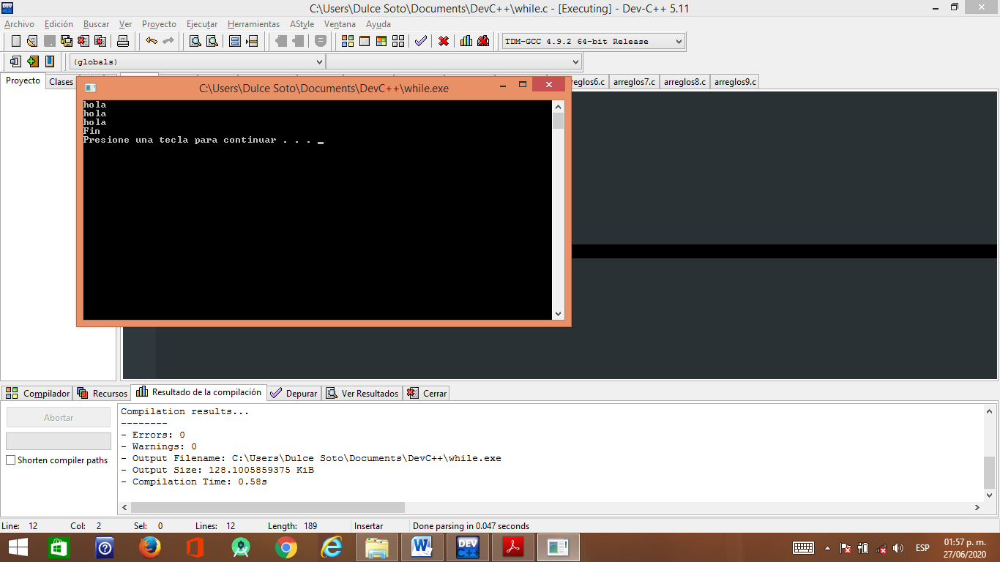 C:\Users\Dulce Soto\Documents\DevC++\while.c - [Executing] - Dev-C++ 5.11
Archivo Edición Buscar Ver Proyecto Ejecutar Herramientas AStyle Ventana Ayuda
TDM-GCC 4.9.2 64-bit Release
(globals)
Proyecto Clases eglos6.c arreglos7.c arreglos8.c arreglos9.c
C:\Users\Dulce Soto\Documents\DevC++\while.exe
hola
hola
hola
Fin
Presione una tecla para continuar . . .
Compilador Recursos Resultado de la compilación Depurar Ver Resultados Cerrar
Abortar
Shorten compiler paths
Compilation results...
--------
- Errors: 0
- Warnings: 0
- Output Filename: C:\Users\Dulce Soto\Documents\DevC++\while.exe
- Output Size: 128.1005859375 KiB
- Compilation Time: 0.58s
Line: 12 Col: 2 Sel: 0 Lines: 12 Length: 189 Insertar Done parsing in 0.047 seconds
DEV C++
ESP
01:57 p. m.
27/06/2020